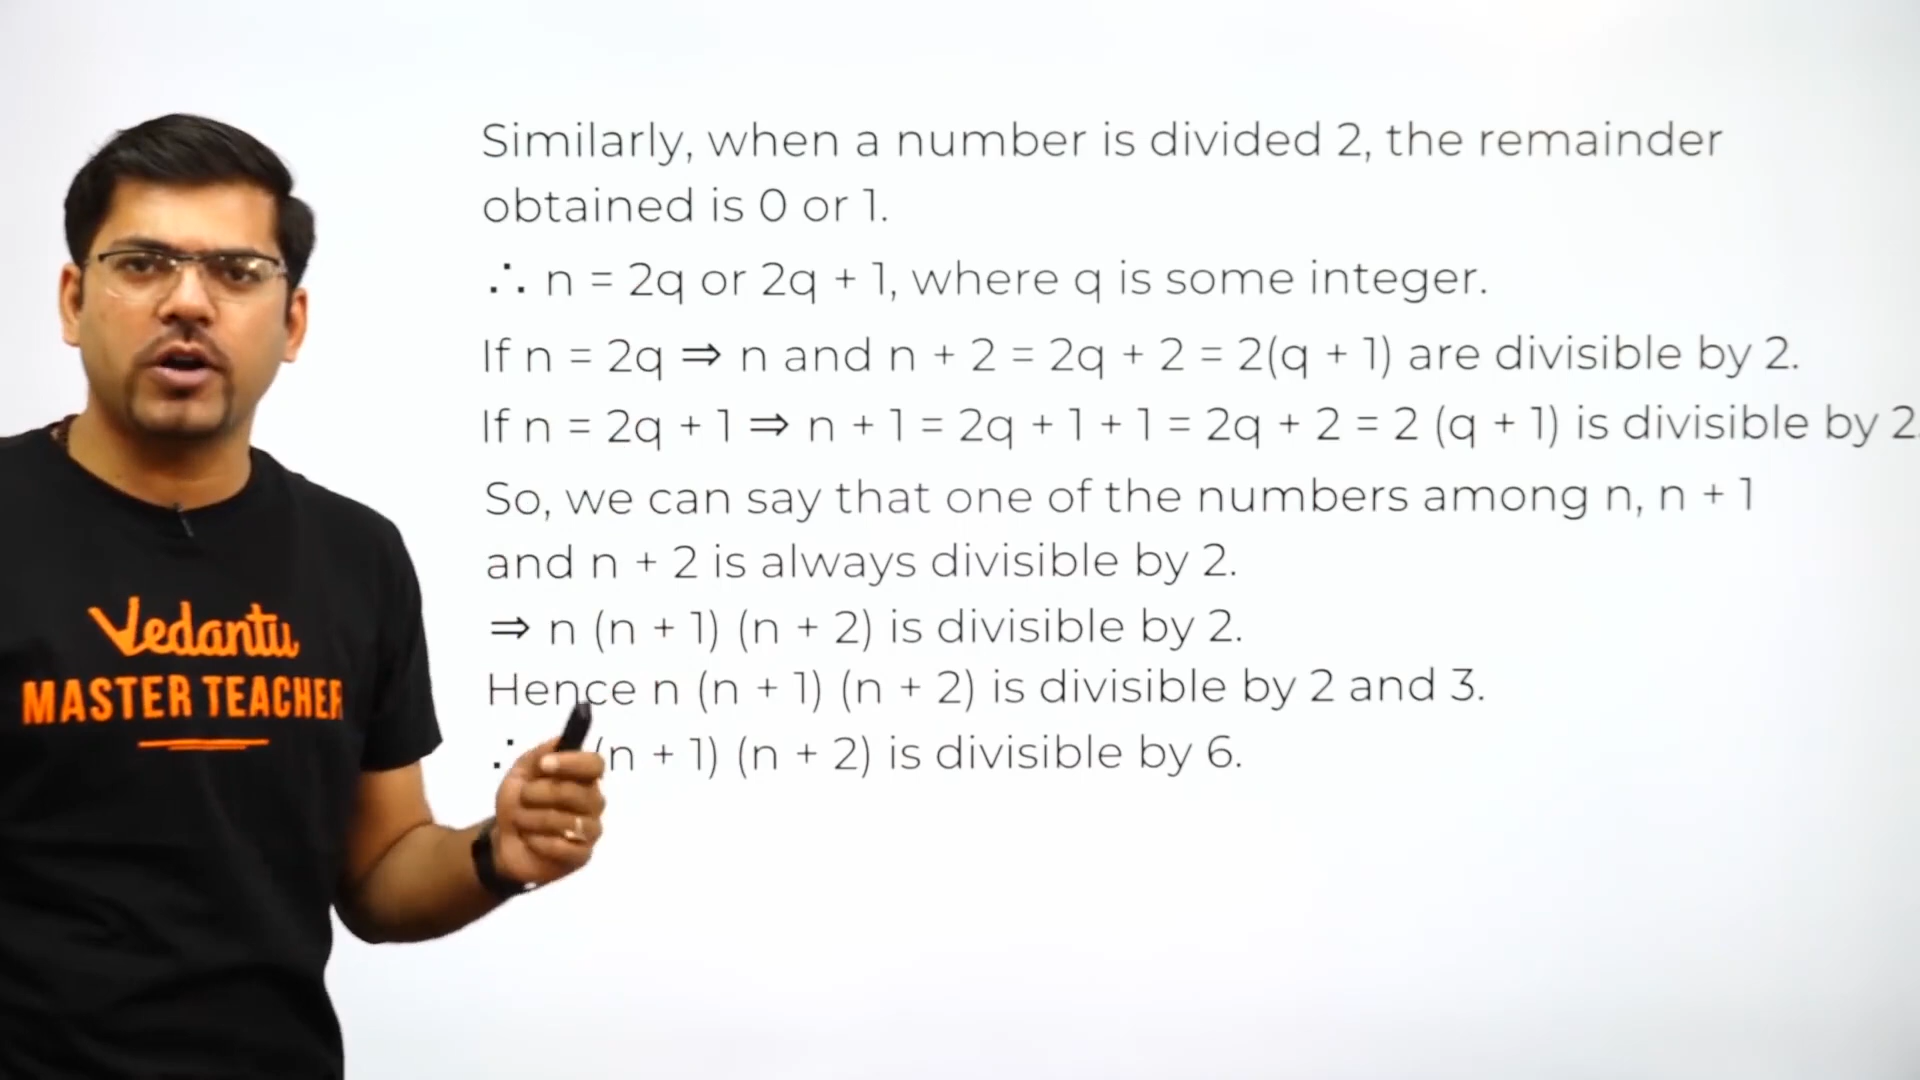 Similarly, when a number is divided 2, the remainder
obtained is 0 or 1.
∴ n = 2q or 2q + 1, where q is some integer.
If n = 2q ⇒ n and n + 2 = 2q + 2 = 2(q + 1) are divisible by 2.
If n = 2q + 1 ⇒ n + 1 = 2q + 1 + 1 = 2q + 2 = 2 (q + 1) is divisible by 2.
So, we can say that one of the numbers among n, n + 1
and n + 2 is always divisible by 2.
⇒ n (n + 1) (n + 2) is divisible by 2.
Hence n (n + 1) (n + 2) is divisible by 2 and 3.
∴ (n + 1) (n + 2) is divisible by 6.
Vedantu
MASTER TEACHER